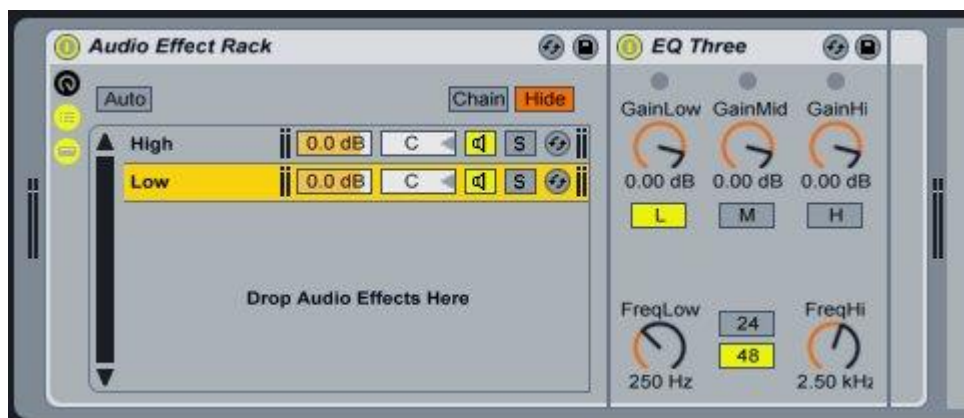 Audio Effect Rack
Auto
Chain
Hide
High
0.0 dB
C
S
Low
0.0 dB
C
S
Drop Audio Effects Here
EQ Three
GainLow GainMid GainHi
0.00 dB 0.00 dB 0.00 dB
L M H
FreqLow
FreqHi
24
48
250 Hz
2.50 kHz